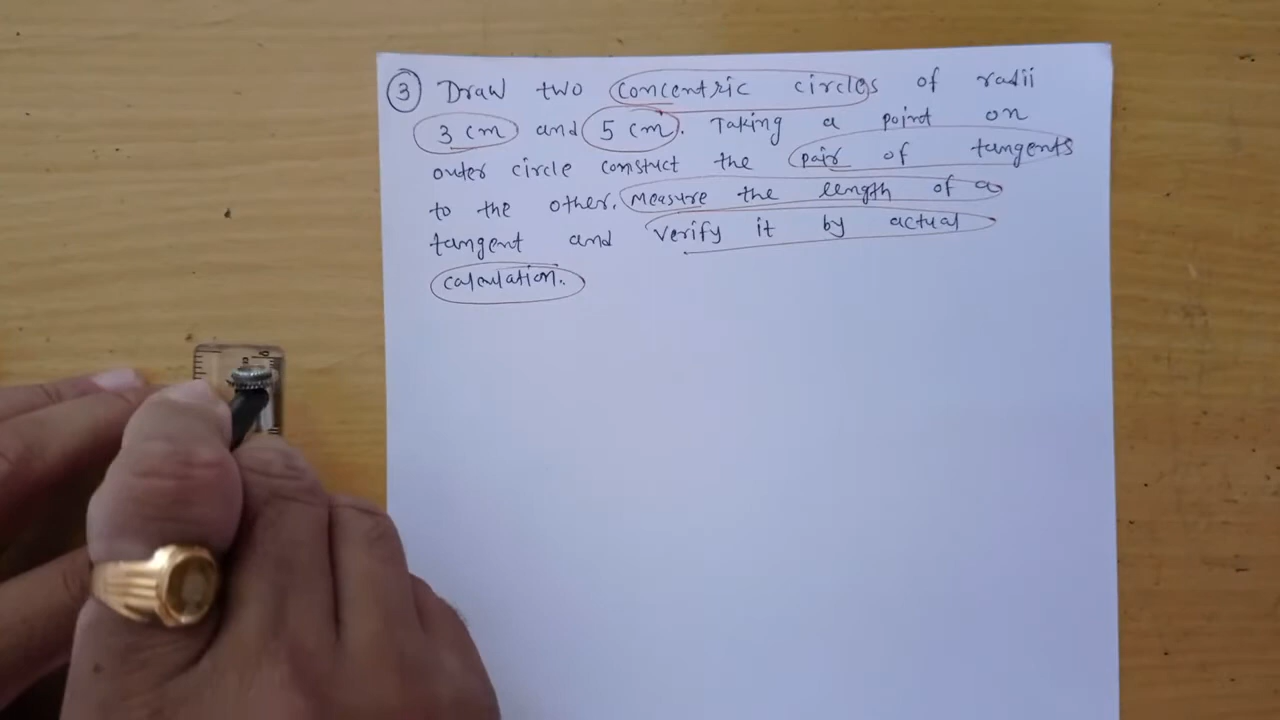 3 Draw two concentric circles of radii
3 cm and 5 cm. Taking a point on
outer circle constuct the pair of tangents
to the other. Measure the length of a
tangent and verify it by actual
calculation.